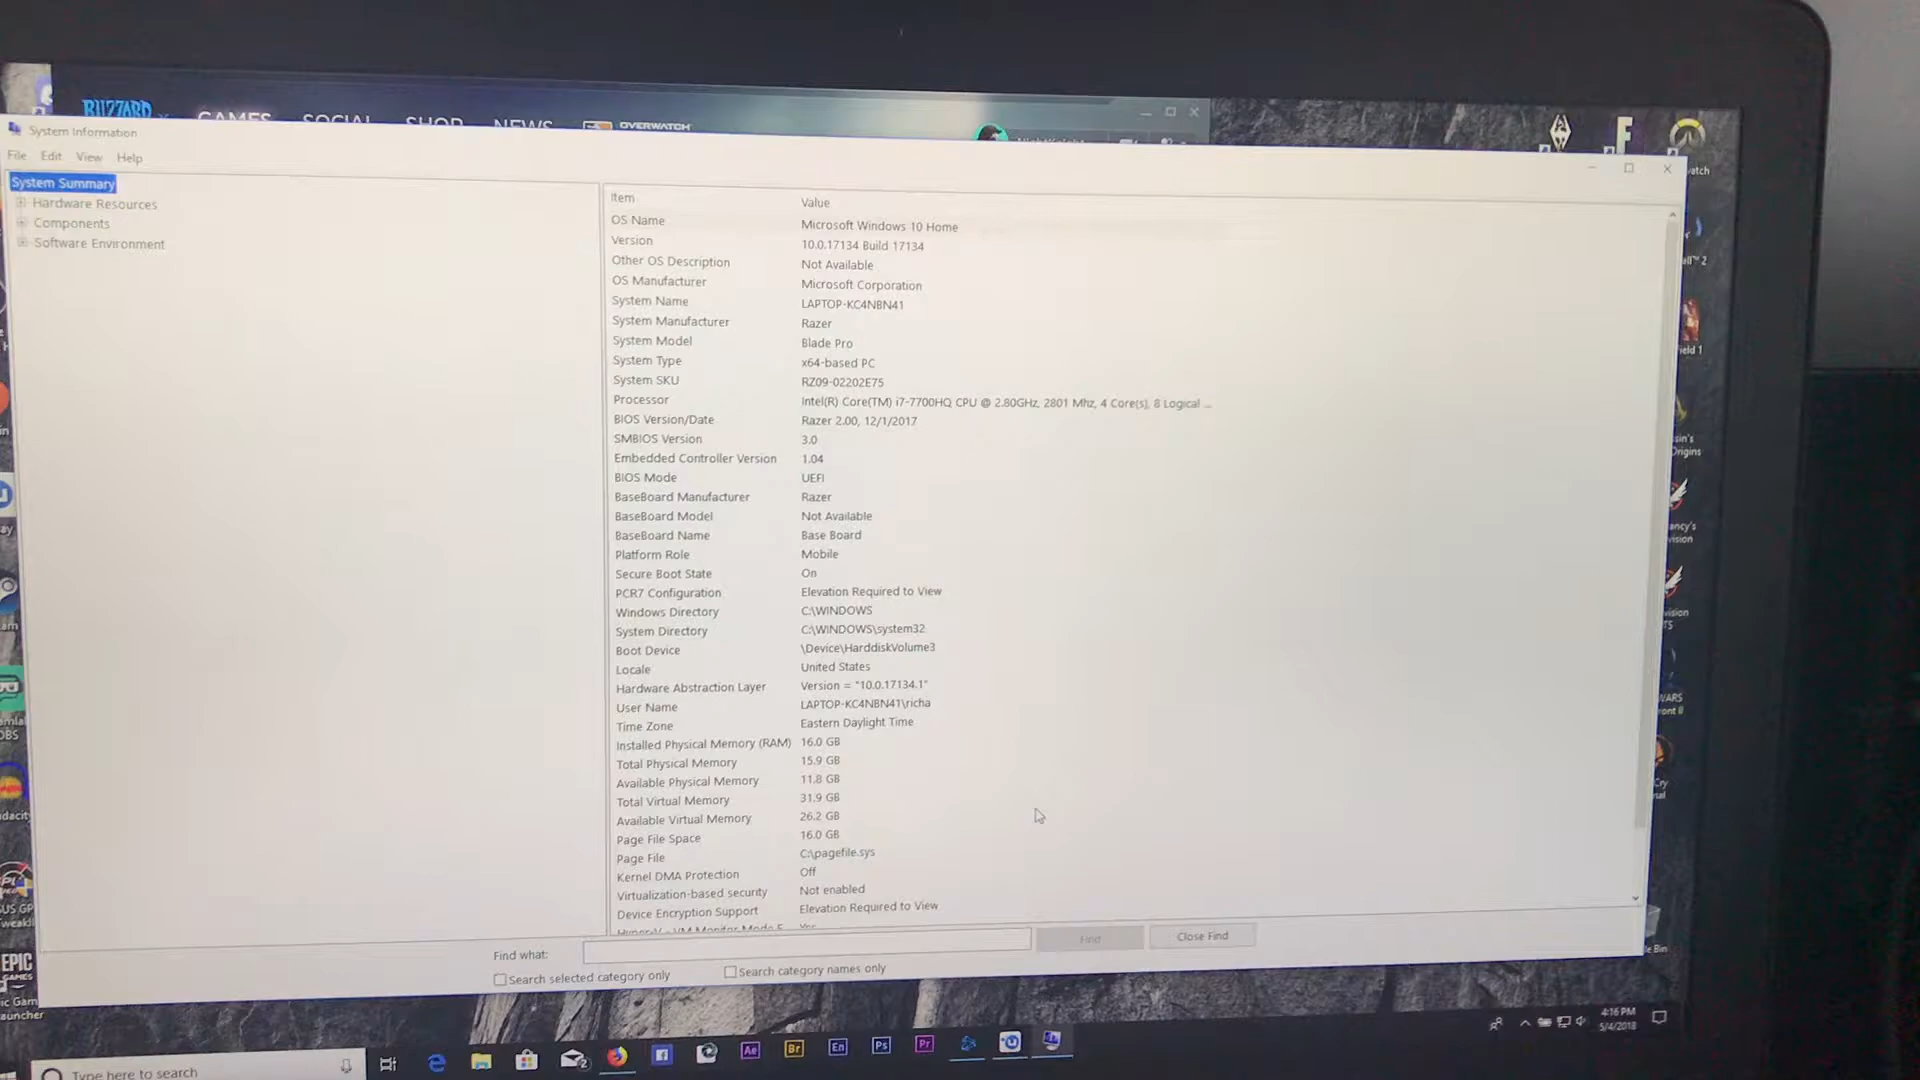 GAMES SOCIAL SHOP NEWS OVERWATCH
System Information
File Edit View Help
System Summary
Hardware Resources
Components
Software Environment
Item Value
OS Name Microsoft Windows 10 Home
Version 10.0.17134 Build 17134
Other OS Description Not Available
OS Manufacturer Microsoft Corporation
System Name LAPTOP-KC4NBN41
System Manufacturer Razer
System Model Blade Pro
System Type x64-based PC
System SKU RZ09-02202E75
Processor Intel(R) Core(TM) i7-7700HQ CPU @ 2.80GHz, 2801 Mhz, 4 Core(s), 8 Logical ...
BIOS Version/Date Razer 2.00, 12/1/2017
SMBIOS Version 3.0
Embedded Controller Version 1.04
BIOS Mode UEFI
BaseBoard Manufacturer Razer
BaseBoard Model Not Available
BaseBoard Name Base Board
Platform Role Mobile
Secure Boot State On
PCR7 Configuration Elevation Required to View
Windows Directory C:\WINDOWS
System Directory C:\WINDOWS\system32
Boot Device \Device\HarddiskVolume3
Locale United States
Hardware Abstraction Layer Version = "10.0.17134.1"
User Name LAPTOP-KC4NBN41\richa
Time Zone Eastern Daylight Time
Installed Physical Memory (RAM) 16.0 GB
Total Physical Memory 15.9 GB
Available Physical Memory 11.8 GB
Total Virtual Memory 31.9 GB
Available Virtual Memory 26.2 GB
Page File Space 16.0 GB
Page File C:\pagefile.sys
Kernel DMA Protection Off
Virtualization-based security Not enabled
Device Encryption Support Elevation Required to View
Find what: Find Close Find
Search selected category only Search category names only
EPIC
GAMES
Type here to search
Ae Br En Ps Pr
4:16 PM
5/4/2018